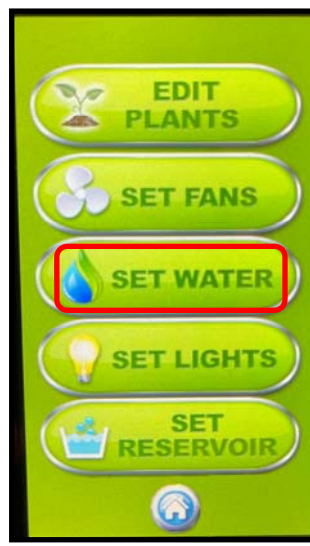 EDIT
PLANTS
SET FANS
SET WATER
SET LIGHTS
SET
RESERVOIR